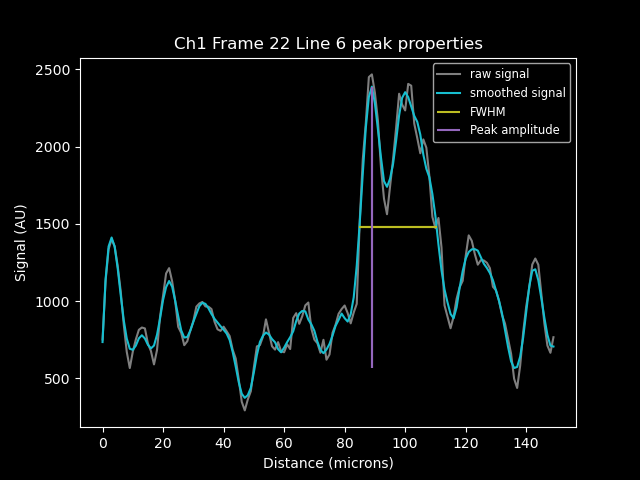 Ch1 Frame 22 Line 6 peak properties
raw signal
smoothed signal
FWHM
Peak amplitude
Signal (AU)
2500
2000
1500
1000
500
0 20 40 60 80 100 120 140
Distance (microns)